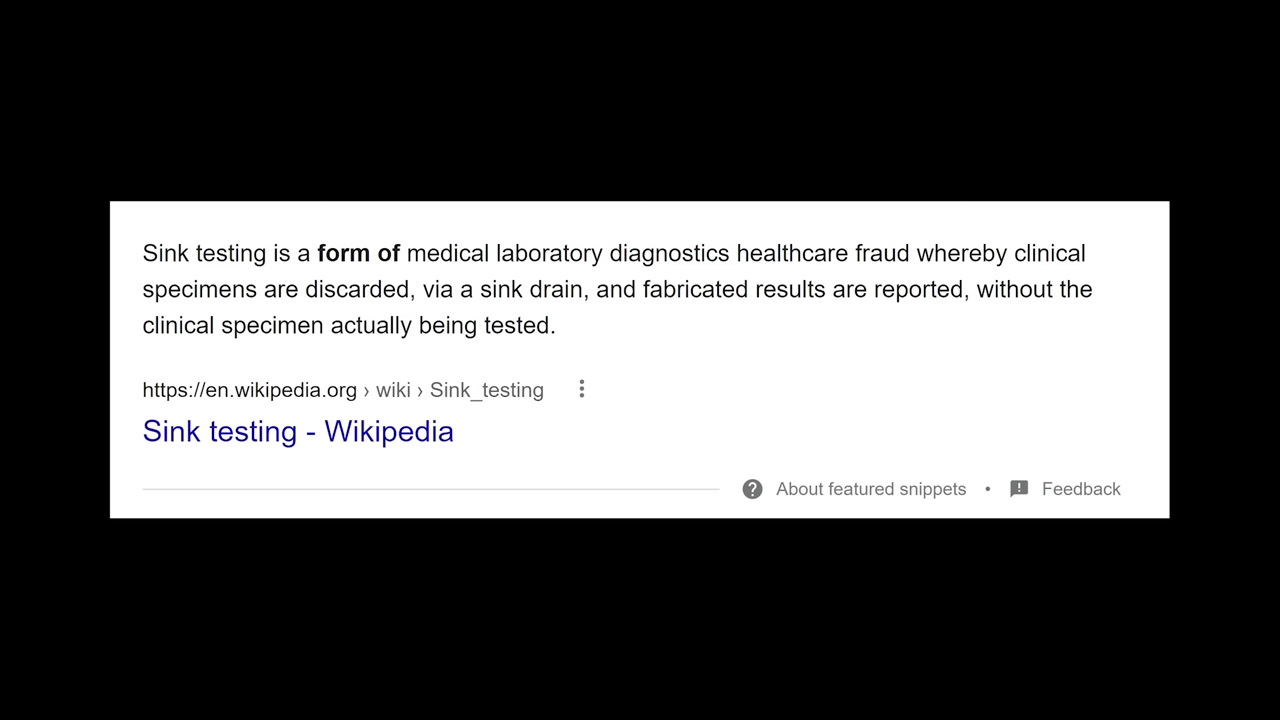 Sink testing is a form of medical laboratory diagnostics healthcare fraud whereby clinical
specimens are discarded, via a sink drain, and fabricated results are reported, without the
clinical specimen actually being tested.
https://en.wikipedia.org › wiki › Sink_testing
Sink testing - Wikipedia
About featured snippets • Feedback